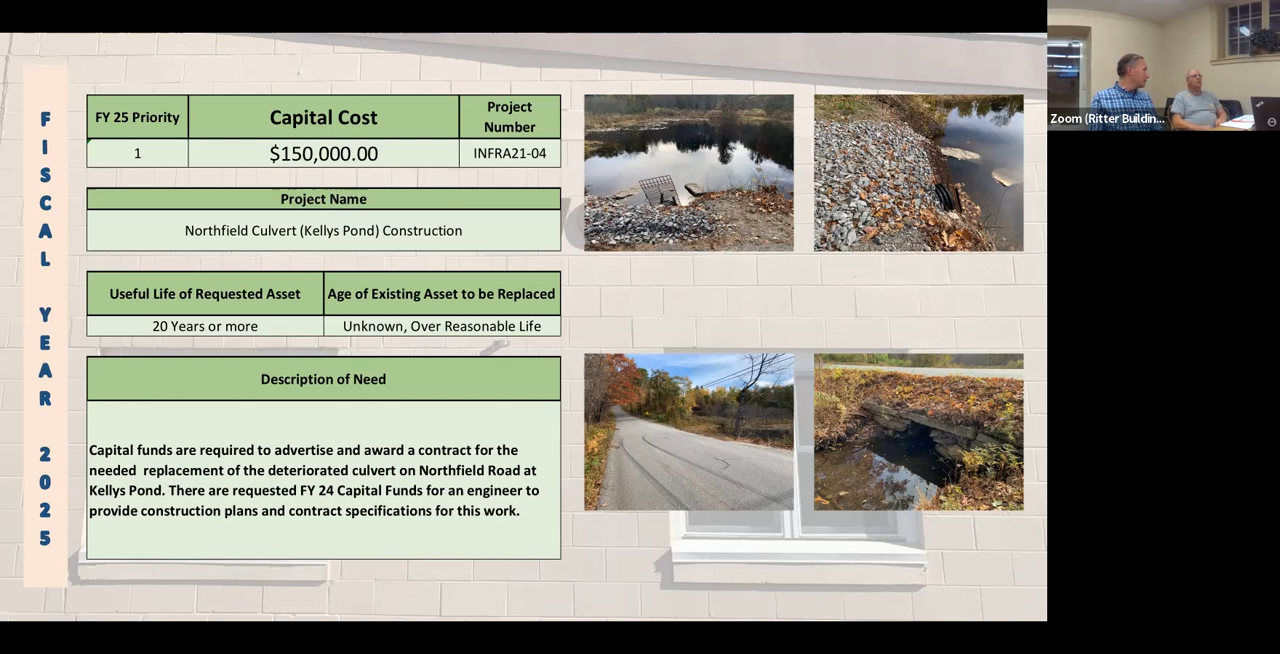 FISCAL YEAR 2025
FY 25 Priority
Capital Cost
Project
Number
1
$150,000.00
INFRA21-04
Project Name
Northfield Culvert (Kellys Pond) Construction
Useful Life of Requested Asset
Age of Existing Asset to be Replaced
20 Years or more
Unknown, Over Reasonable Life
Description of Need
Capital funds are required to advertise and award a contract for the
needed  replacement of the deteriorated culvert on Northfield Road at
Kellys Pond. There are requested FY 24 Capital Funds for an engineer to
provide construction plans and contract specifications for this work.
Zoom (Ritter Buildin...